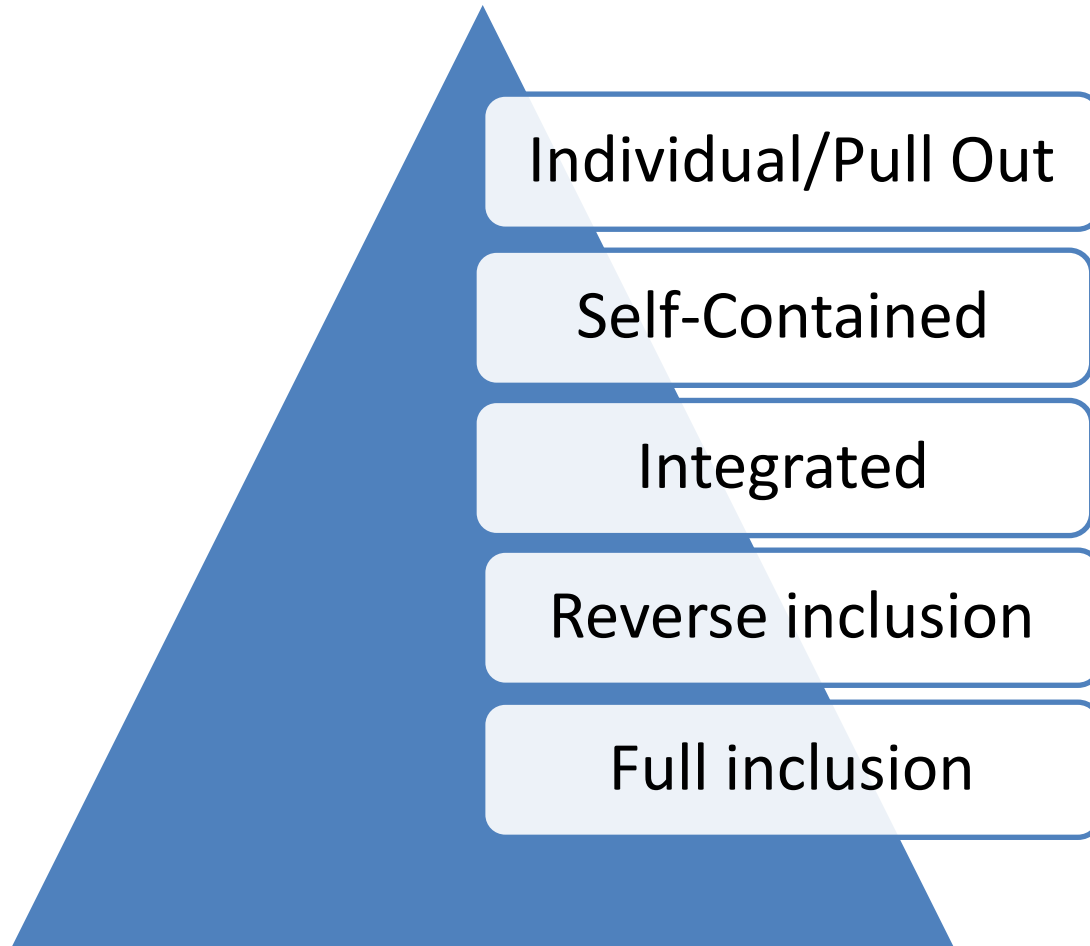 Individual/Pull Out
Self-Contained
Integrated
Reverse inclusion
Full inclusion